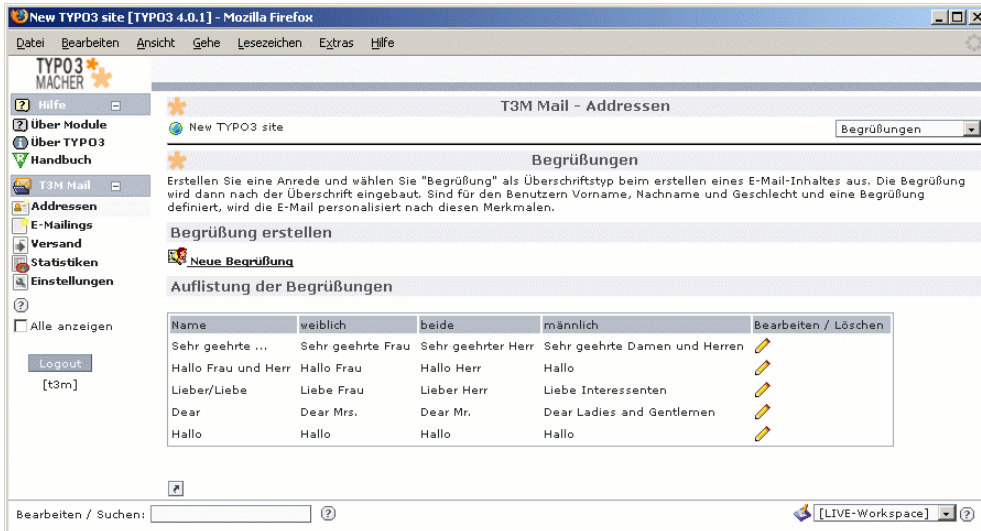 New TYPO3 site [TYPO3 4.0.1] - Mozilla Firefox
Datei Bearbeiten Ansicht Gehe Lesezeichen Extras Hilfe
TYPO3
MACHER
Hilfe
Über Module
Über TYPO3
Handbuch
T3M Mail
Addressen
E-Mailings
Versand
Statistiken
Einstellungen
Alle anzeigen
Logout
[t3m]
T3M Mail - Addressen
New TYPO3 site
Begrüßungen
Begrüßungen
Erstellen Sie eine Anrede und wählen Sie "Begrüßung" als Überschriftstyp beim erstellen eines E-Mail-Inhaltes aus. Die Begrüßung
wird dann nach der Überschrift eingebaut. Sind für den Benutzern Vorname, Nachname und Geschlecht und eine Begrüßung
definiert, wird die E-Mail personalisiert nach diesen Merkmalen.
Begrüßung erstellen
Neue Begrüßung
Auflistung der Begrüßungen
Name weiblich beide männlich Bearbeiten / Löschen
Sehr geehrte ... Sehr geehrte Frau Sehr geehrter Herr Sehr geehrte Damen und Herren
Hallo Frau und Herr Hallo Frau Hallo Herr Hallo
Lieber/Liebe Liebe Frau Lieber Herr Liebe Interessenten
Dear Dear Mrs. Dear Mr. Dear Ladies and Gentlemen
Hallo Hallo Hallo Hallo
Bearbeiten / Suchen:
[LIVE-Workspace]